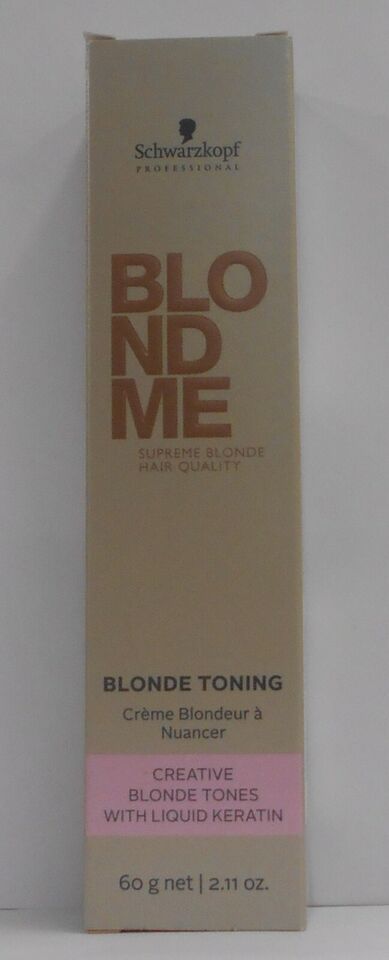 Schwarzkopf
PROFESSIONAL
BLO
ND
ME
SUPREME BLONDE
HAIR QUALITY
BLONDE TONING
Crème Blondeur à
Nuancer
CREATIVE
BLONDE TONES
WITH LIQUID KERATIN
60 g net | 2.11 oz.